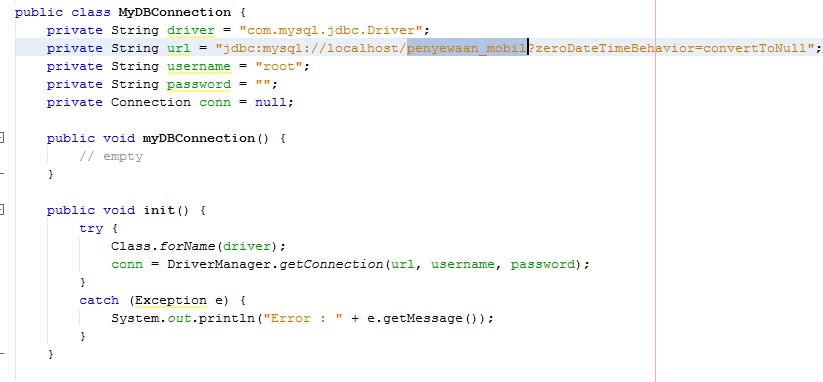 public class MyDBConnection {
    private String driver = "com.mysql.jdbc.Driver";
    private String url = "jdbc:mysql://localhost/penyewaan_mobil?zeroDateTimeBehavior=convertToNull";
    private String username = "root";
    private String password = "";
    private Connection conn = null;
    public void myDBConnection() {
        // empty
    }
    public void init() {
        try {
            Class.forName(driver);
            conn = DriverManager.getConnection(url, username, password);
        }
        catch (Exception e) {
            System.out.println("Error : " + e.getMessage());
        }
    }